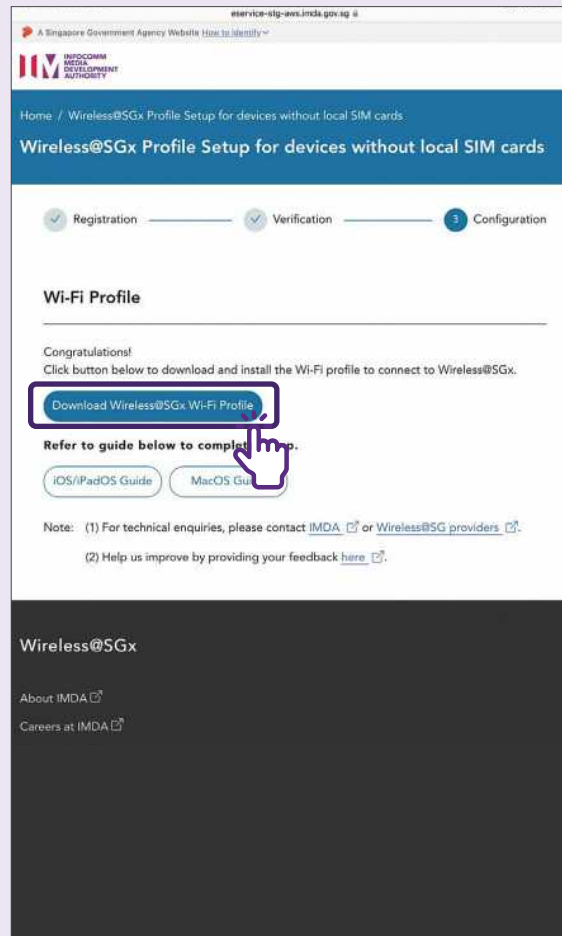 eservice-stg-aws.imda.gov.sg
A Singapore Government Agency Website How to identify
INFOCOMM
MEDIA
DEVELOPMENT
AUTHORITY
Home / Wireless@SGx Profile Setup for devices without local SIM cards
Wireless@SGx Profile Setup for devices without local SIM cards
Registration Verification 3 Configuration
Wi-Fi Profile
Congratulations!
Click button below to download and install the Wi-Fi profile to connect to Wireless@SGx.
Download Wireless@SGx Wi-Fi Profile
Refer to guide below to complet
iOS/iPadOS Guide MacOS Gu
Note: (1) For technical enquiries, please contact IMDA or Wireless@SG providers.
(2) Help us improve by providing your feedback here.
Wireless@SGx
About IMDA
Careers at IMDA